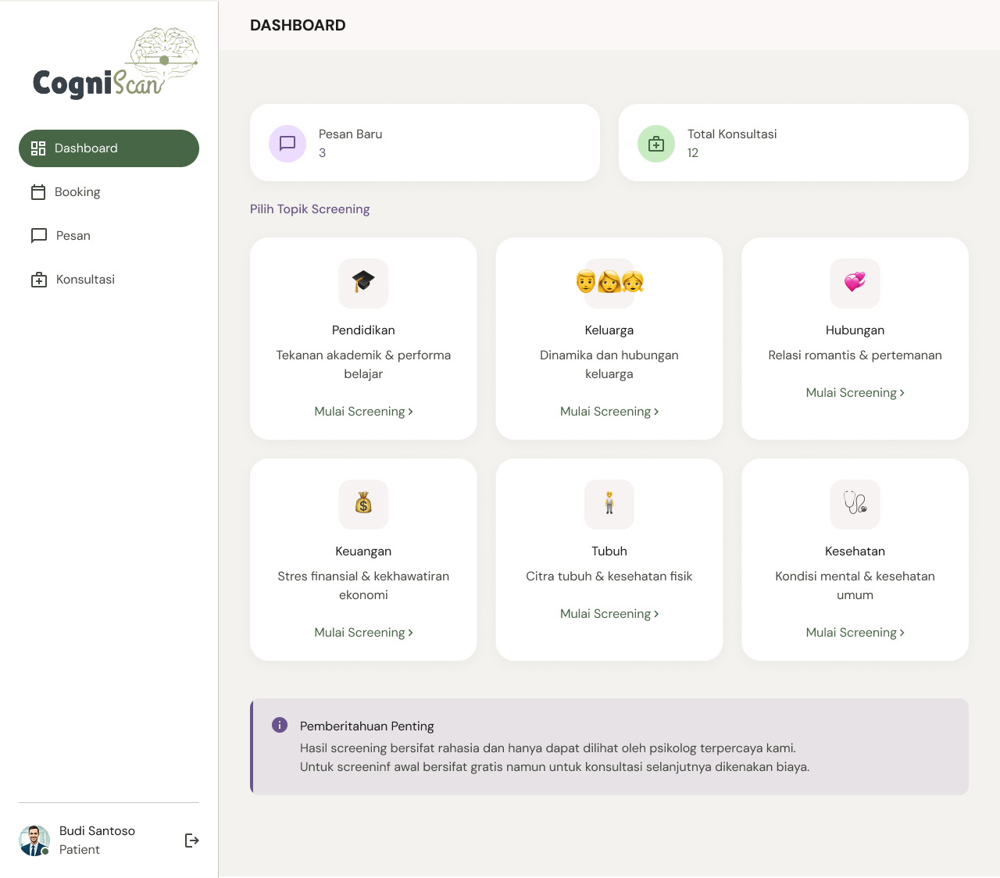 CogniScan
Dashboard
Booking
Pesan
Konsultasi
Budi Santoso
Patient
DASHBOARD
Pesan Baru
3
Total Konsultasi
12
Pilih Topik Screening
Pendidikan
Tekanan akademik & performa
belajar
Mulai Screening
Keluarga
Dinamika dan hubungan
keluarga
Mulai Screening
Hubungan
Relasi romantis & pertemanan
Mulai Screening
Keuangan
Stres finansial & kekhawatiran
ekonomi
Mulai Screening
Tubuh
Citra tubuh & kesehatan fisik
Mulai Screening
Kesehatan
Kondisi mental & kesehatan
umum
Mulai Screening
Pemberitahuan Penting
Hasil screening bersifat rahasia dan hanya dapat dilihat oleh psikolog terpercaya kami.
Untuk screeninf awal bersifat gratis namun untuk konsultasi selanjutnya dikenakan biaya.